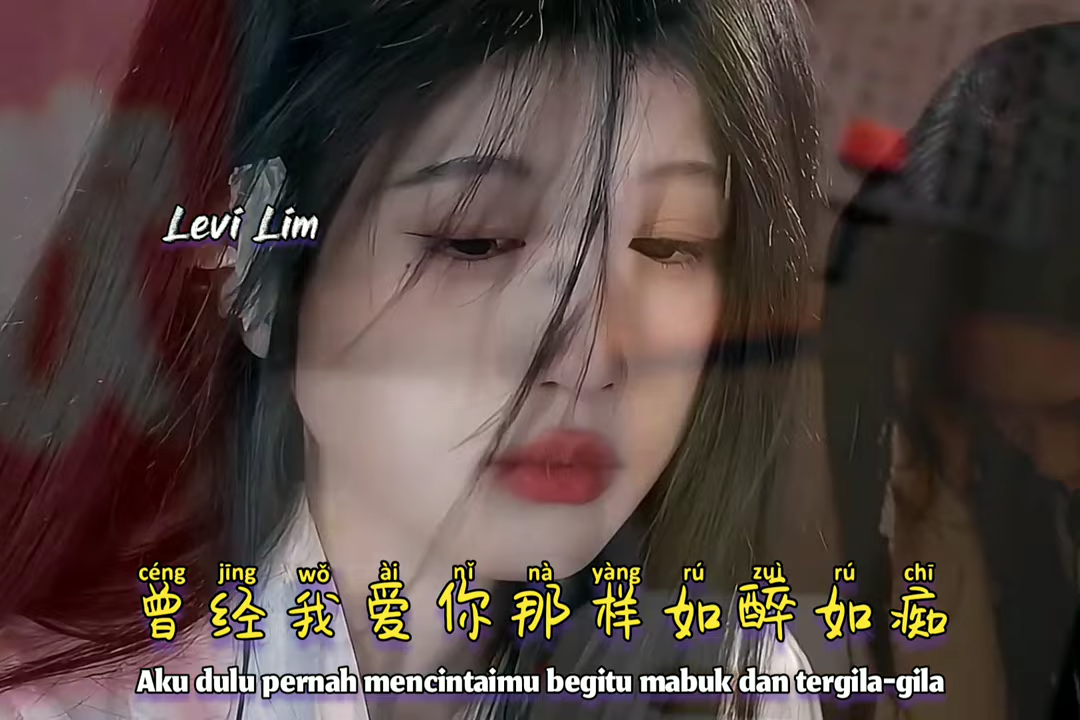 Levi Lim
céng jīng wǒ ài nǐ nà yàng rú zuì rú chī
曾经我爱你那样如醉如痴
Aku dulu pernah mencintaimu begitu mabuk dan tergila-gila